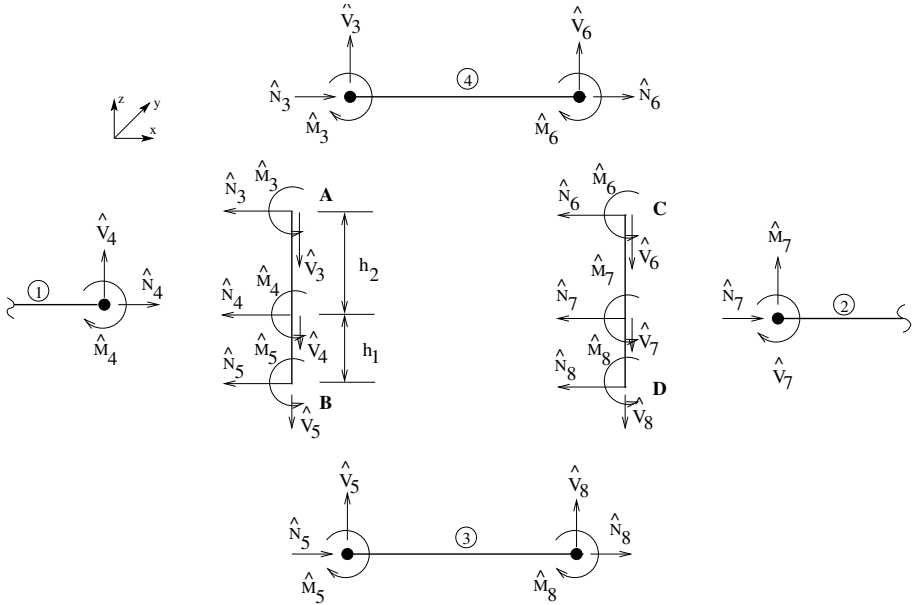 V̂3 V̂6
④
N̂3 N̂6
M̂3 M̂6
z y x
M̂3 A M̂6 C
N̂3 N̂6
V̂3 V̂6
h2
V̂4 M̂7
① N̂4 M̂4 N̂4 M̂7 N̂7 N̂7 ②
M̂4 V̂4 h1 V̂7 V̂7
M̂5 N̂5 M̂8 N̂8
B D
V̂5 V̂8
V̂5 V̂8
③
N̂5 N̂8
M̂5 M̂8